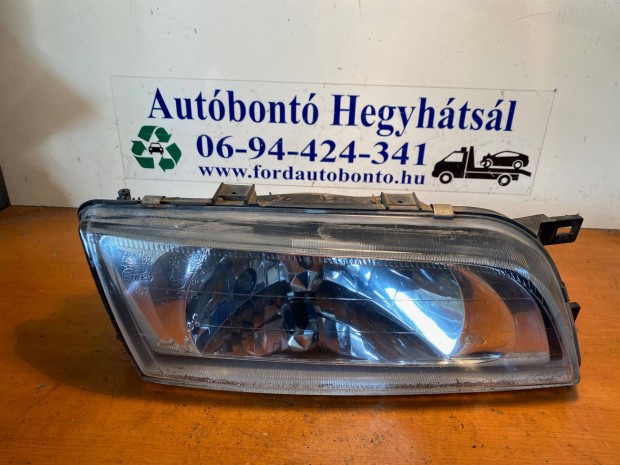 Autóbontó Hegyhátsál
06-94-424-341
www.fordautobonto.hu